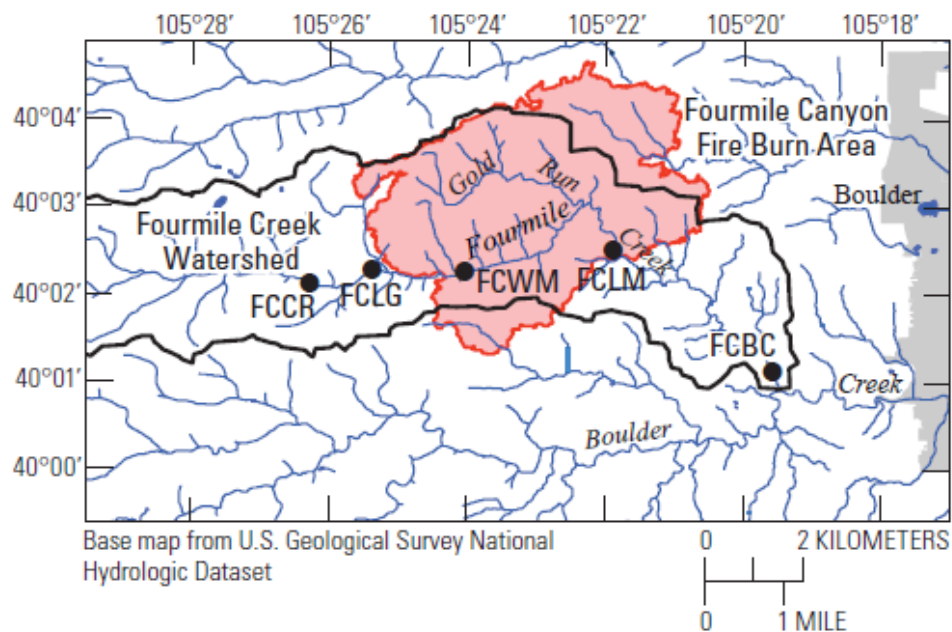 105°28' 105°26' 105°24' 105°22' 105°20' 105°18'
40°04'
40°03'
40°02'
40°01'
40°00'
Fourmile Canyon
Fire Burn Area
Boulder
Gold Run
Fourmile Creek
Fourmile Creek
Watershed
FCCR
FCLG
FCWM
FCLM
FCBC
Boulder Creek
Base map from U.S. Geological Survey National
Hydrologic Dataset
0 2 KILOMETERS
0 1 MILE